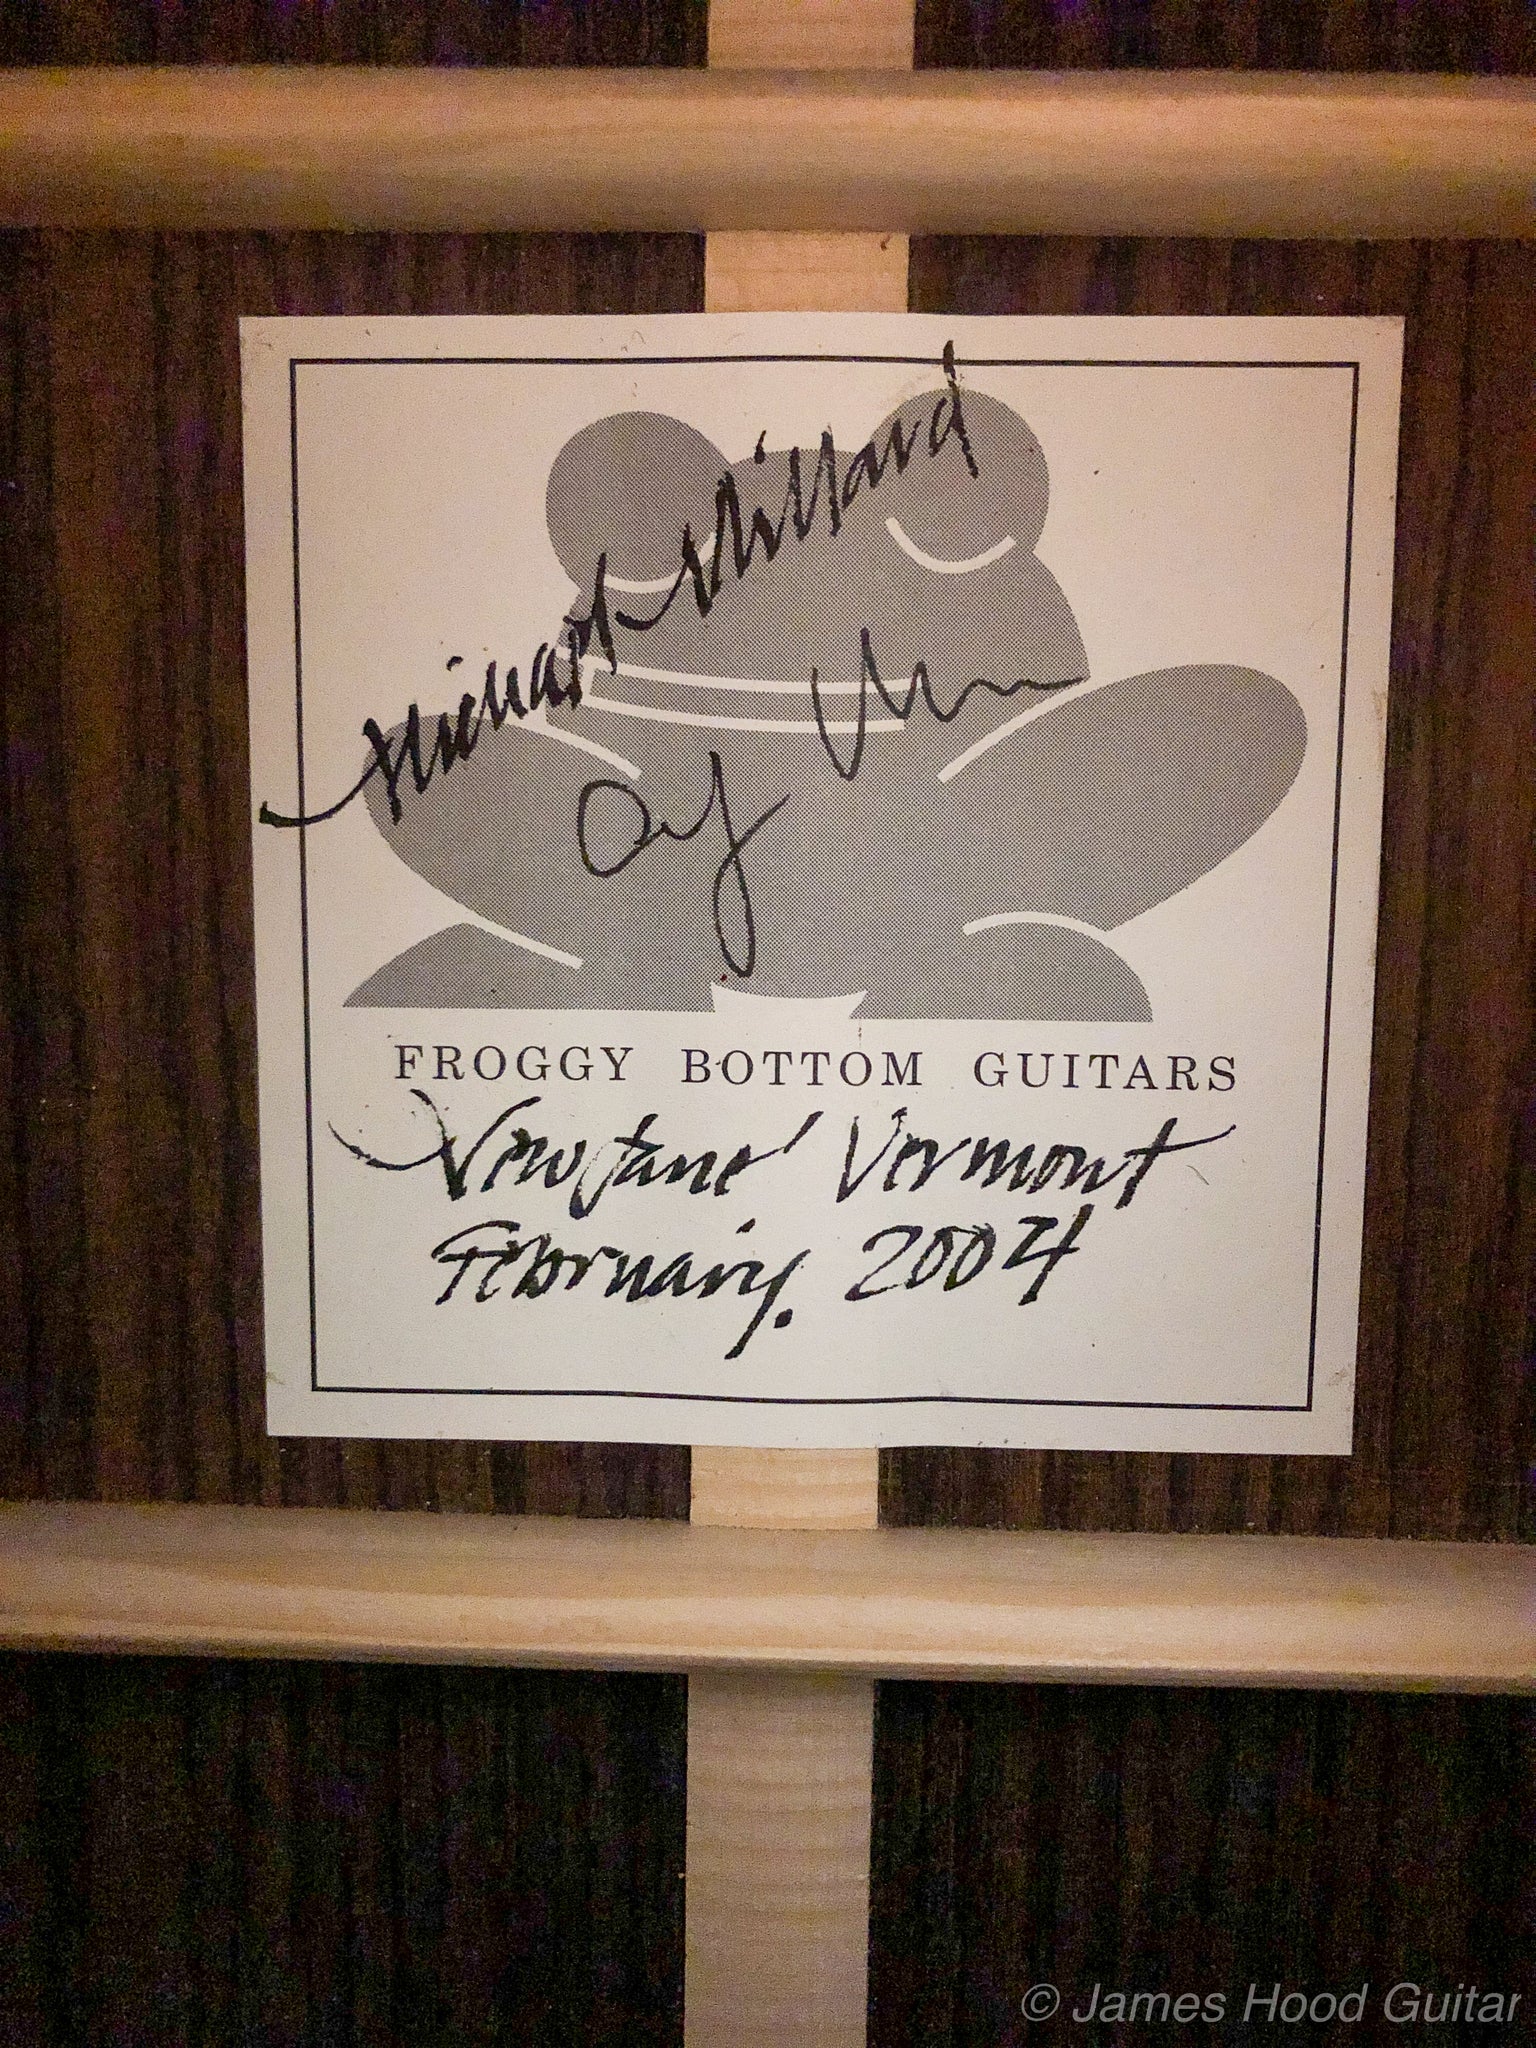 Michael Millard
FROGGY BOTTOM GUITARS
Newfane Vermont
February. 2004
© James Hood Guitar